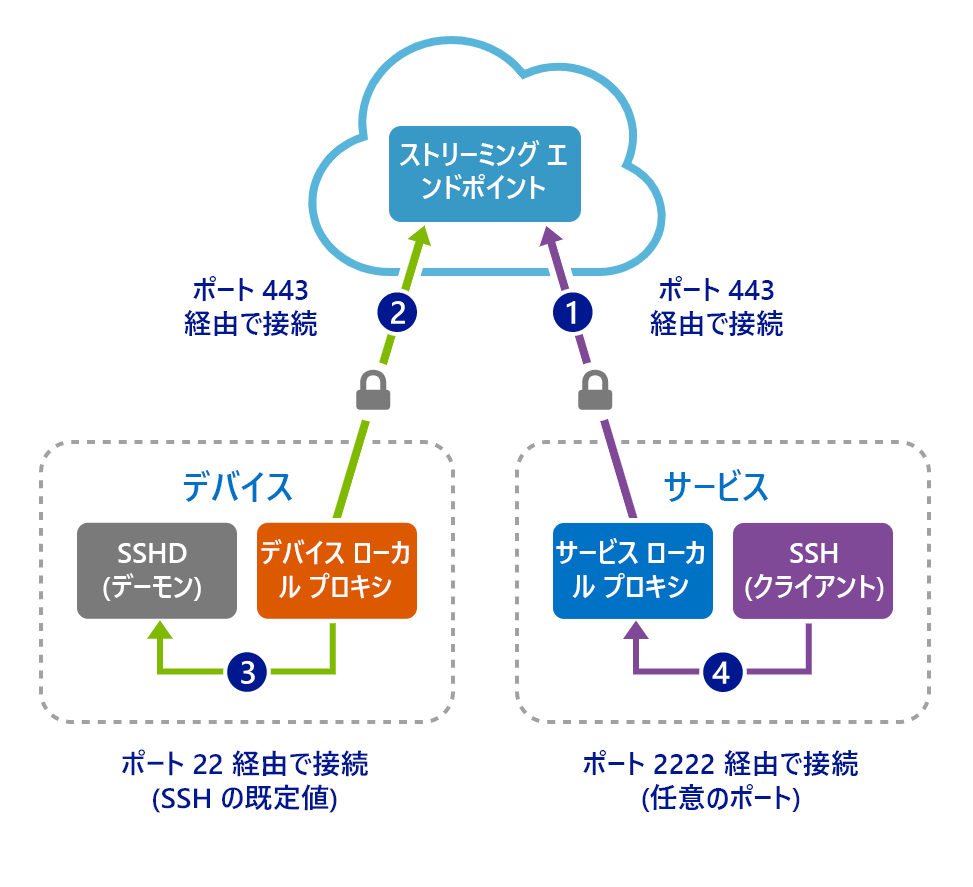 ストリーミング エ
ンドポイント
ポート 443
経由で接続
2
1
ポート 443
経由で接続
デバイス
SSHD
(デーモン)
デバイス ローカ
ル プロキシ
3
ポート 22 経由で接続
(SSH の既定値)
サービス
サービス ローカ
ル プロキシ
SSH
(クライアント)
4
ポート 2222 経由で接続
(任意のポート)